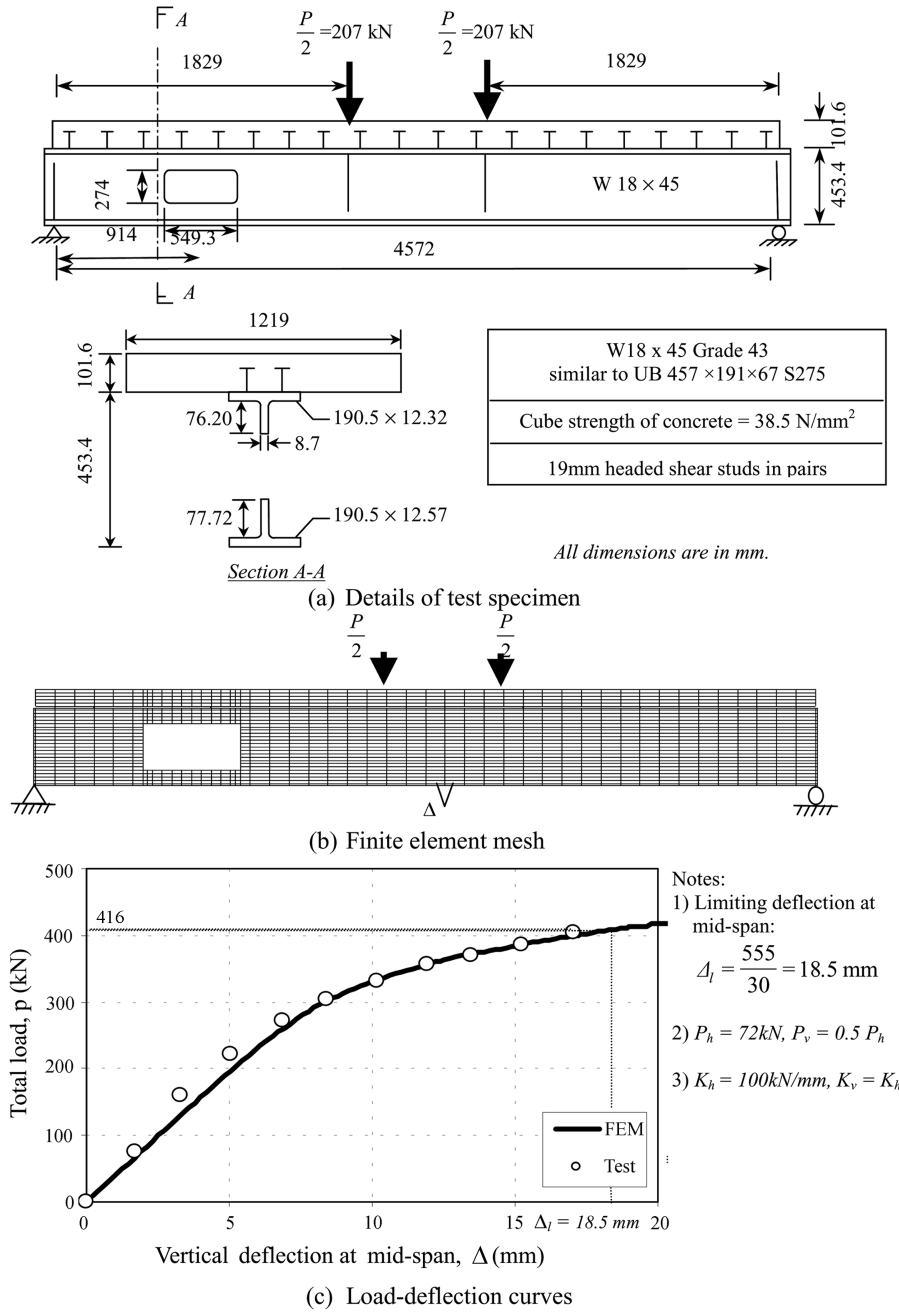 A
P/2 =207 kN
P/2 =207 kN
1829
1829
101.6
274
W 18 × 45
453.4
914
549.3
4572
A
1219
101.6
76.20
190.5 × 12.32
8.7
453.4
77.72
190.5 × 12.57
Section A-A
W18 x 45 Grade 43
similar to UB 457 ×191×67 S275
Cube strength of concrete = 38.5 N/mm²
19mm headed shear studs in pairs
All dimensions are in mm.
(a) Details of test specimen
P/2
P/2
Δ
(b) Finite element mesh
Total load, p (kN)
500
400
300
200
100
0
416
FEM
Test
0
5
10
15
Δl = 18.5 mm
20
Vertical deflection at mid-span, Δ (mm)
Notes:
1) Limiting deflection at
mid-span:
Δl = 555/30 = 18.5 mm
2) Ph = 72kN, Pv = 0.5 Ph
3) Kh = 100kN/mm, Kv = Kh
(c) Load-deflection curves